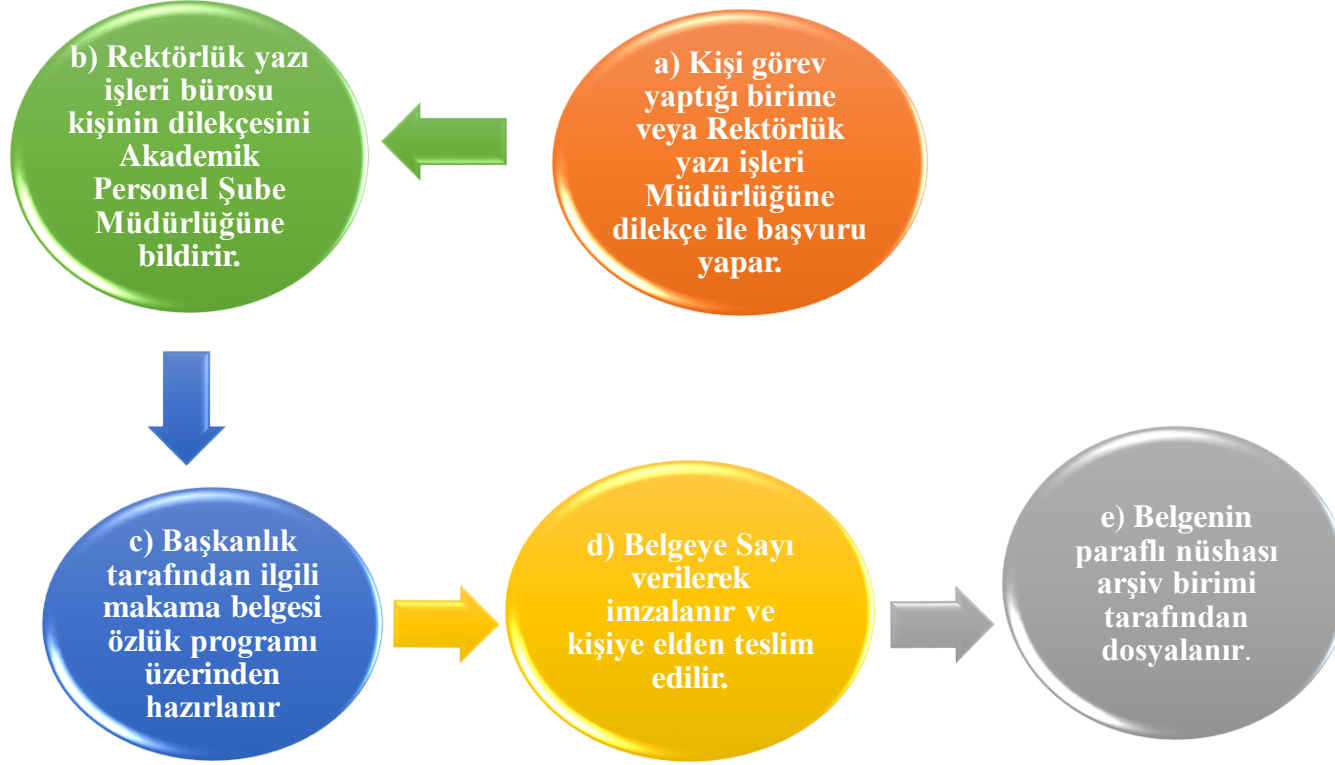 a) Kişi görev
yaptığı birime
veya Rektörlük
yazı işleri
Müdürlüğüne
dilekçe ile başvuru
yapar.
b) Rektörlük yazı
işleri bürosu
kişinin dilekçesini
Akademik
Personel Şube
Müdürlüğüne
bildirir.
c) Başkanlık
tarafından ilgili
makama belgesi
özlük programı
üzerinden
hazırlanır
d) Belgeye Sayı
verilerek
imzalanır ve
kişiye elden teslim
edilir.
e) Belgenin
paraflı nüshası
arşiv birimi
tarafından
dosyalanır.